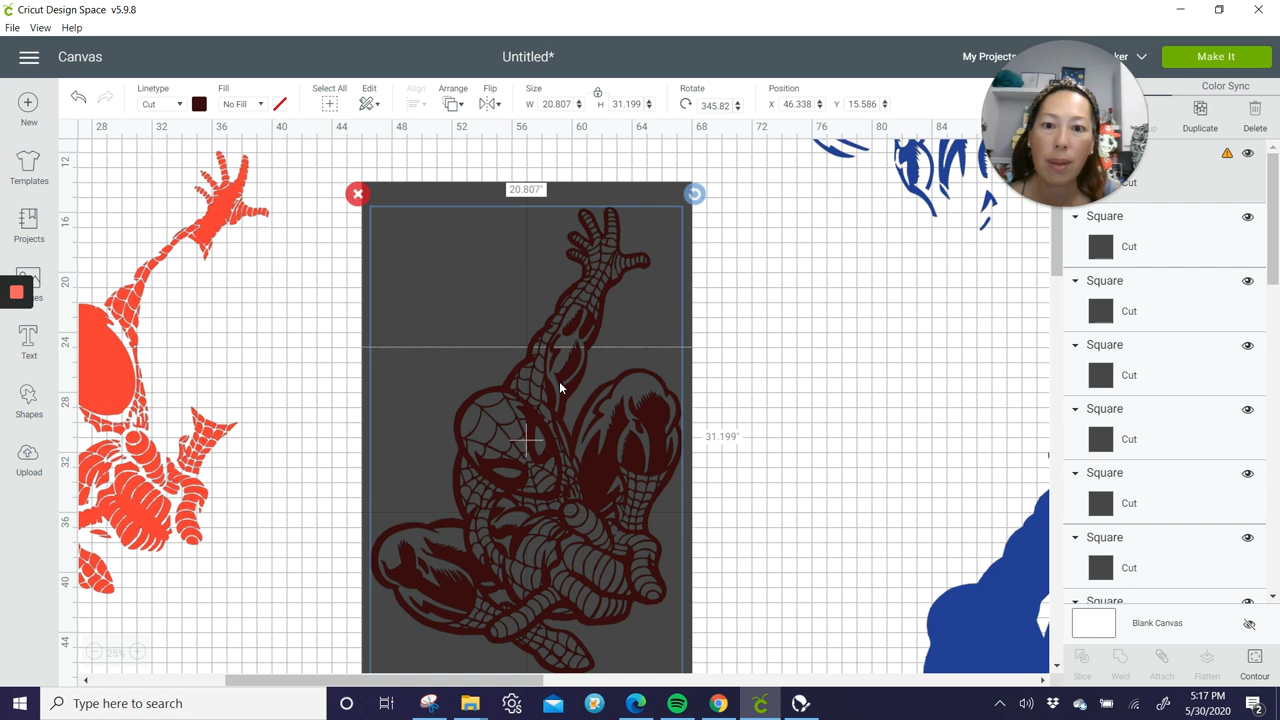 Cricut Design Space v5.9.8
File View Help
Canvas
Untitled*
My Projects
Make It
Linetype
Cut
Fill
No Fill
Select All
Edit
Align
Arrange
Flip
Size
W 20.807 H 31.199
Rotate
345.82
Position
X 46.338 Y 15.586
Color Sync
Duplicate
Delete
New
Templates
Projects
Text
Shapes
Upload
28 32 36 40 44 48 52 56 60 64 68 72 76 80 84
12
16
20
24
28
32
36
40
44
20.807"
31.199"
25%
Cut
Square
Cut
Square
Cut
Square
Cut
Square
Cut
Square
Cut
Square
Cut
Square
Blank Canvas
Slice Weld Attach Flatten Contour
Type here to search
5:17 PM
5/30/2020
2